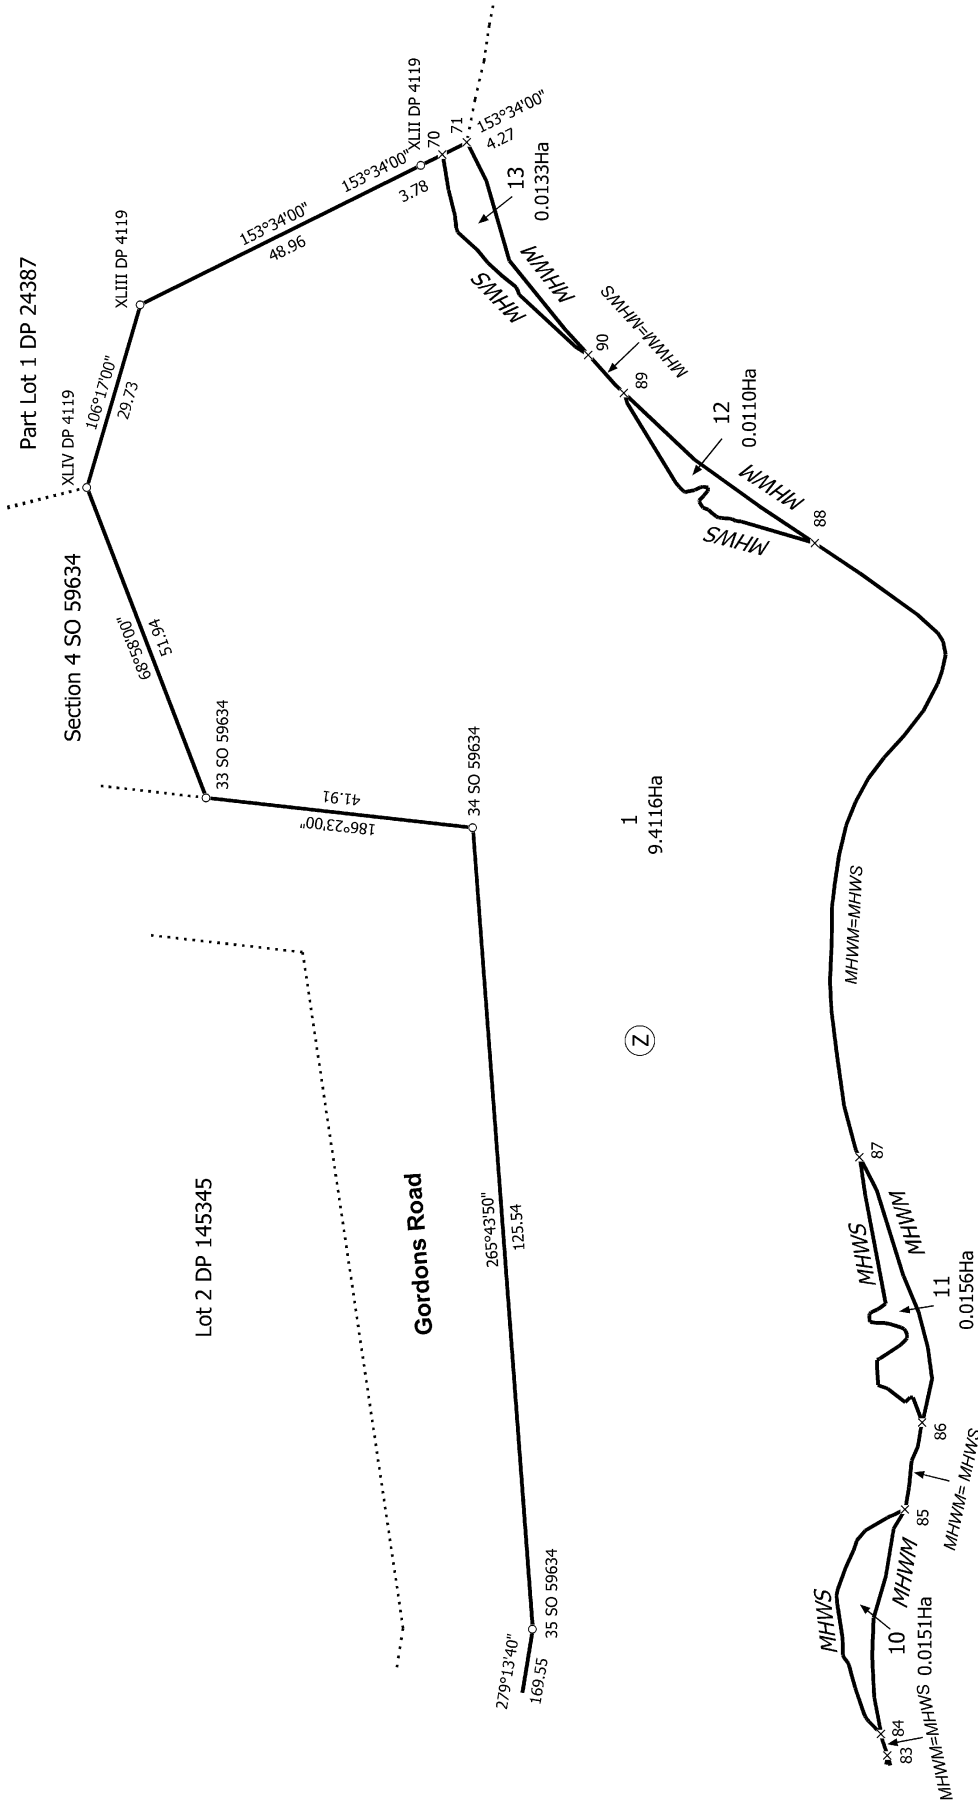 Part Lot 1 DP 24387
Section 4 SO 59634
Lot 2 DP 145345
Gordons Road
XLIV DP 4119
106°17'00"
29.73
XLIII DP 4119
153°34'00"
48.96
XLII DP 4119
153°34'00"
3.78
70
71
153°34'00"
4.27
13
0.0133Ha
MHWS
MHWM
90
MHWM=MHWS
89
12
0.0110Ha
MHWM
MHWS
88
68°58'00"
51.94
33 SO 59634
186°23'00"
41.91
34 SO 59634
1
9.4116Ha
Z
MHWM=MHWS
265°43'50"
125.54
87
MHWS
MHWM
11
0.0156Ha
86
MHWM= MHWS
85
MHWS
MHWM
10
0.0151Ha
84
83
MHWM=MHWS
35 SO 59634
279°13'40"
169.55